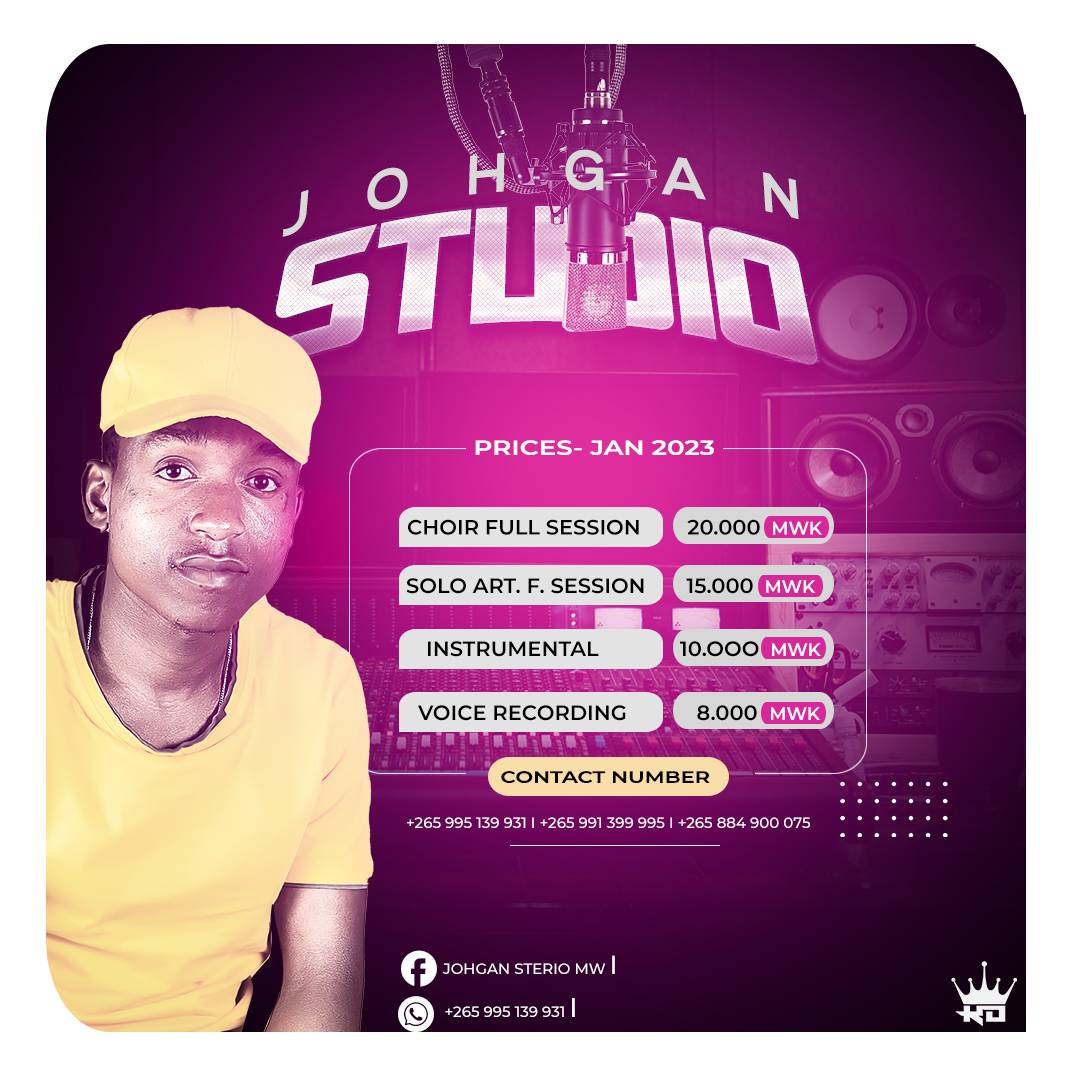 JOHGAN
STUDIO
PRICES- JAN 2023
CHOIR FULL SESSION 20.000 MWK
SOLO ART. F. SESSION 15.000 MWK
INSTRUMENTAL 10.OOO MWK
VOICE RECORDING 8.000 MWK
CONTACT NUMBER
+265 995 139 931 I +265 991 399 995 I +265 884 900 075
JOHGAN STERIO MW |
+265 995 139 931 |
KD